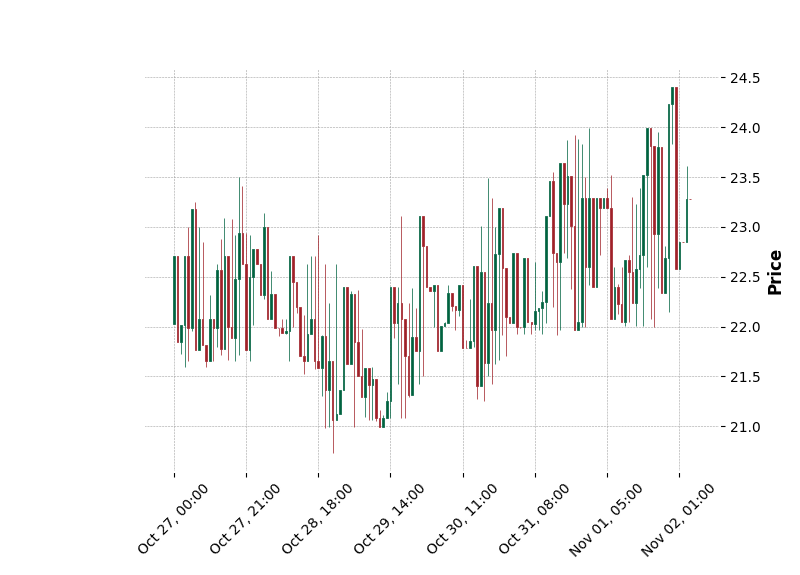 24.5
24.0
23.5
23.0
22.5
22.0
21.5
21.0
Price
Oct 27, 00:00
Oct 27, 21:00
Oct 28, 18:00
Oct 29, 14:00
Oct 30, 11:00
Oct 31, 08:00
Nov 01, 05:00
Nov 02, 01:00